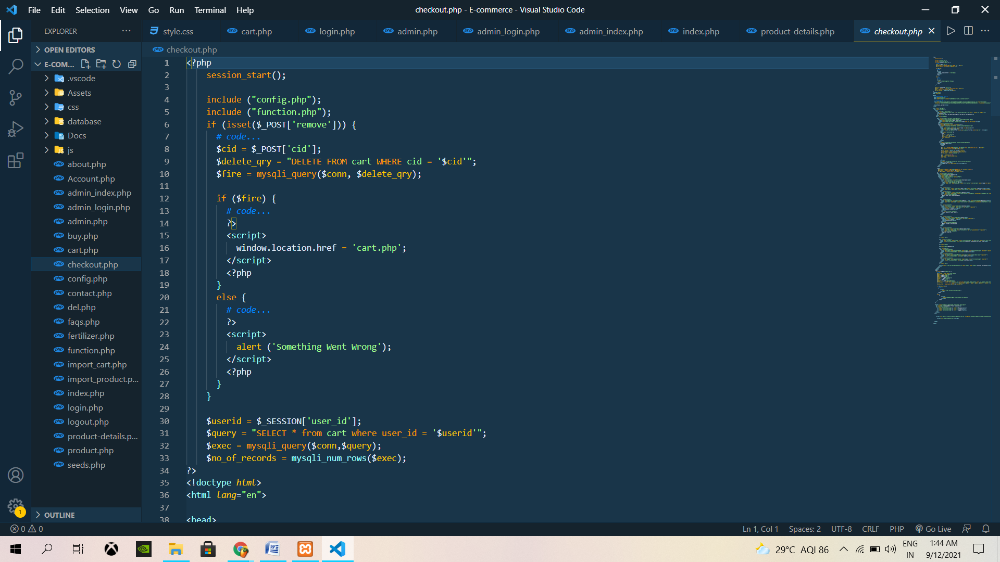 File Edit Selection View Go Run Terminal Help
checkout.php - E-commerce - Visual Studio Code
EXPLORER
style.css cart.php login.php admin.php admin_login.php admin_index.php index.php product-details.php checkout.php
OPEN EDITORS
E-COM...
.vscode
Assets
css
database
Docs
js
about.php
Account.php
admin_index.php
admin_login.php
admin.php
buy.php
cart.php
checkout.php
config.php
contact.php
del.php
faqs.php
fertilizer.php
function.php
import_cart.php
import_product.p...
index.php
login.php
logout.php
product-details.p...
product.php
seeds.php
OUTLINE
checkout.php
1 <?php
2 session_start();
3
4 include ("config.php");
5 include ("function.php");
6 if (isset($_POST['remove'])) {
7 # code...
8 $cid = $_POST['cid'];
9 $delete_qry = "DELETE FROM cart WHERE cid = '$cid'";
10 $fire = mysqli_query($conn, $delete_qry);
11
12 if ($fire) {
13 # code...
14 ?>
15 <script>
16 window.location.href = 'cart.php';
17 </script>
18 <?php
19 }
20 else {
21 # code...
22 ?>
23 <script>
24 alert ('Something Went Wrong');
25 </script>
26 <?php
27 }
28 }
29
30 $userid = $_SESSION['user_id'];
31 $query = "SELECT * from cart where user_id = '$userid'";
32 $exec = mysqli_query($conn,$query);
33 $no_of_records = mysqli_num_rows($exec);
34 ?>
35 <!doctype html>
36 <html lang="en">
37
38 <head>
0 0
Ln 1, Col 1 Spaces: 2 UTF-8 CRLF PHP Go Live
1
29°C AQI 86
ENG
IN
1:44 AM
9/12/2021